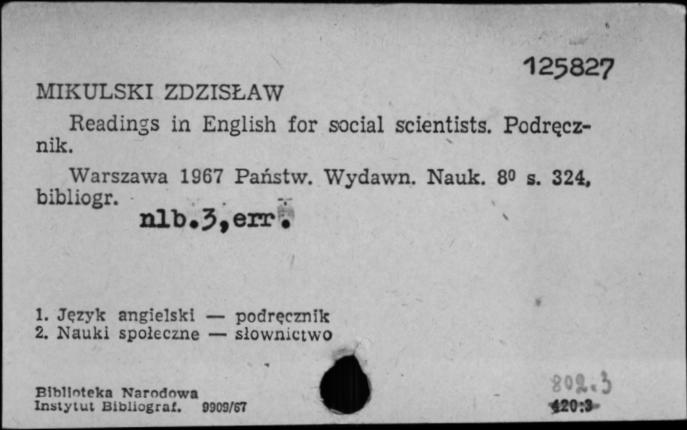 125827
MIKULSKI ZDZISŁAW
Readings in English for social scientists. Podręcz-
nik.
Warszawa 1967 Państw. Wydawn. Nauk. 8⁰ s. 324,
bibliogr.
nlb.3,err.
1. Język angielski — podręcznik
2. Nauki społeczne — słownictwo
802.3
Biblioteka Narodowa
Instytut Bibliograf. 9909/67
420:3